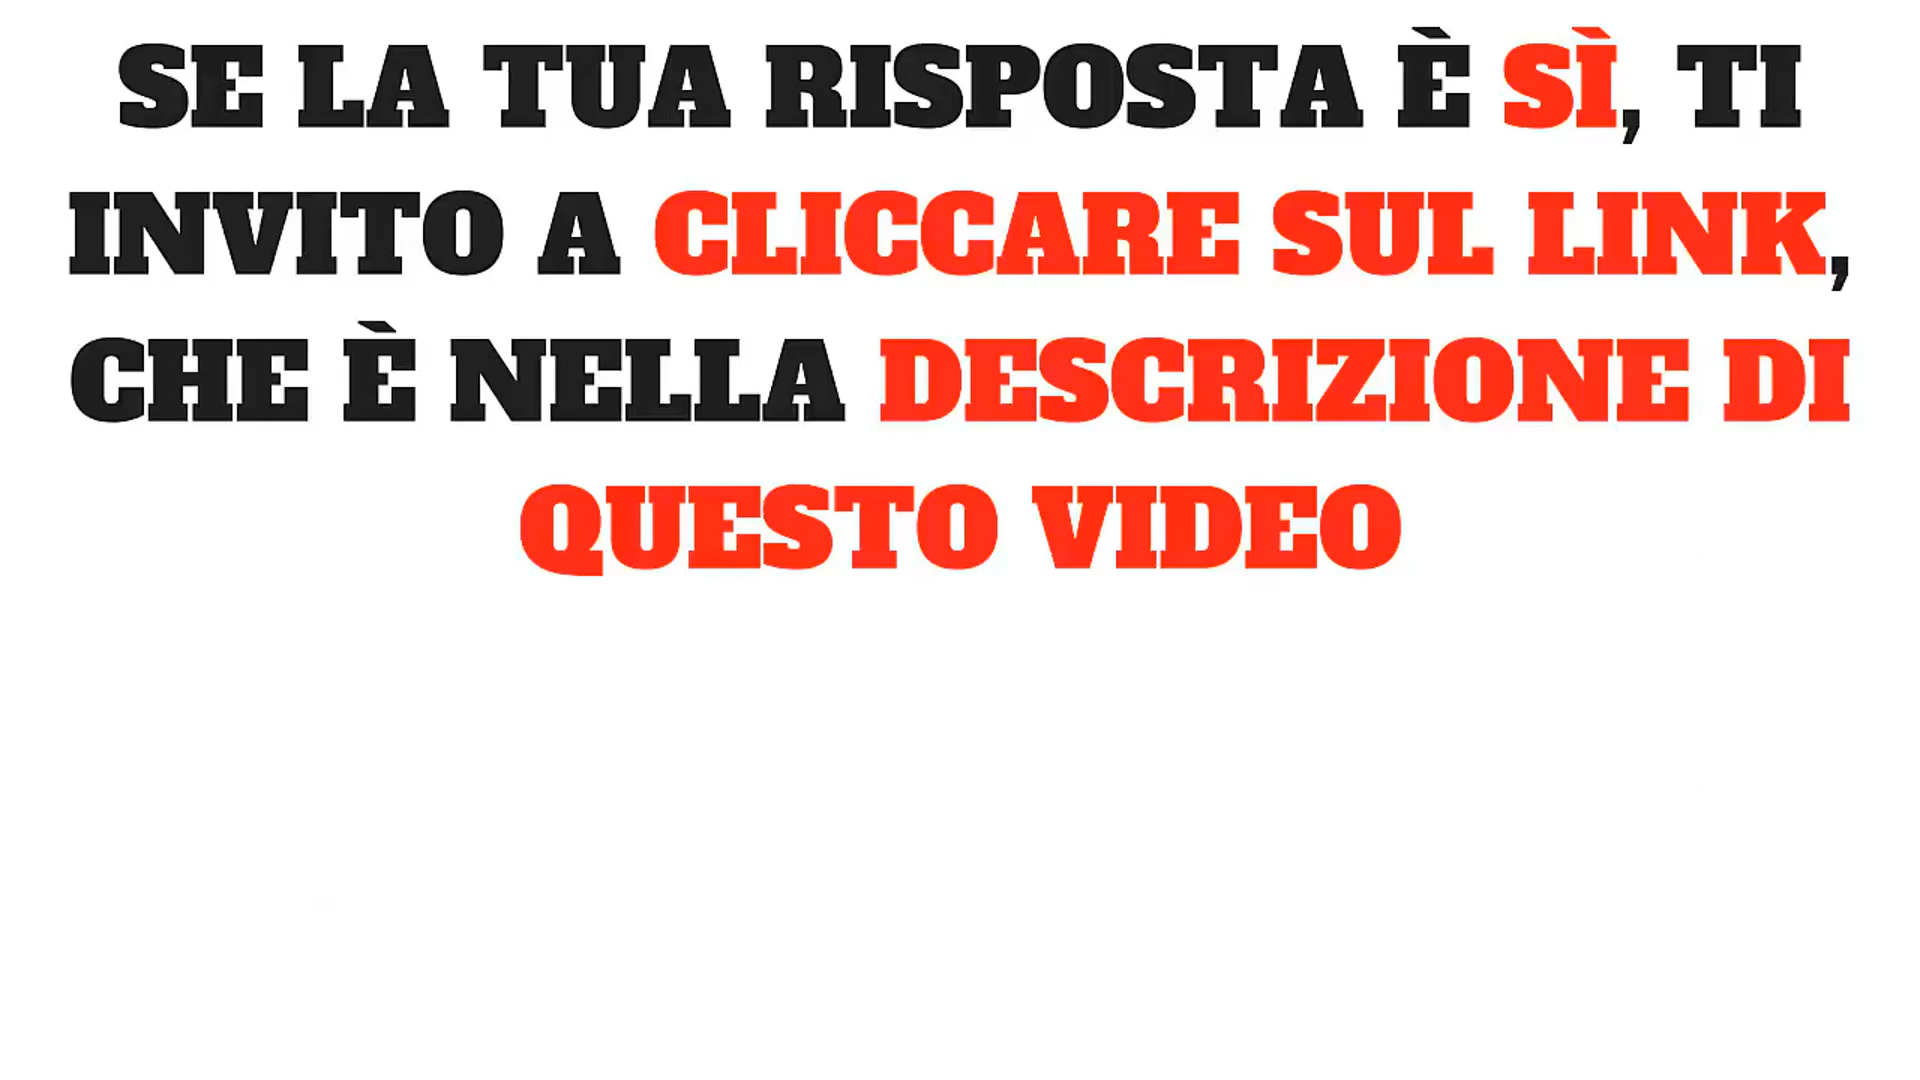 SE LA TUA RISPOSTA È SÌ, TI
INVITO A CLICCARE SUL LINK,
CHE È NELLA DESCRIZIONE DI
QUESTO VIDEO